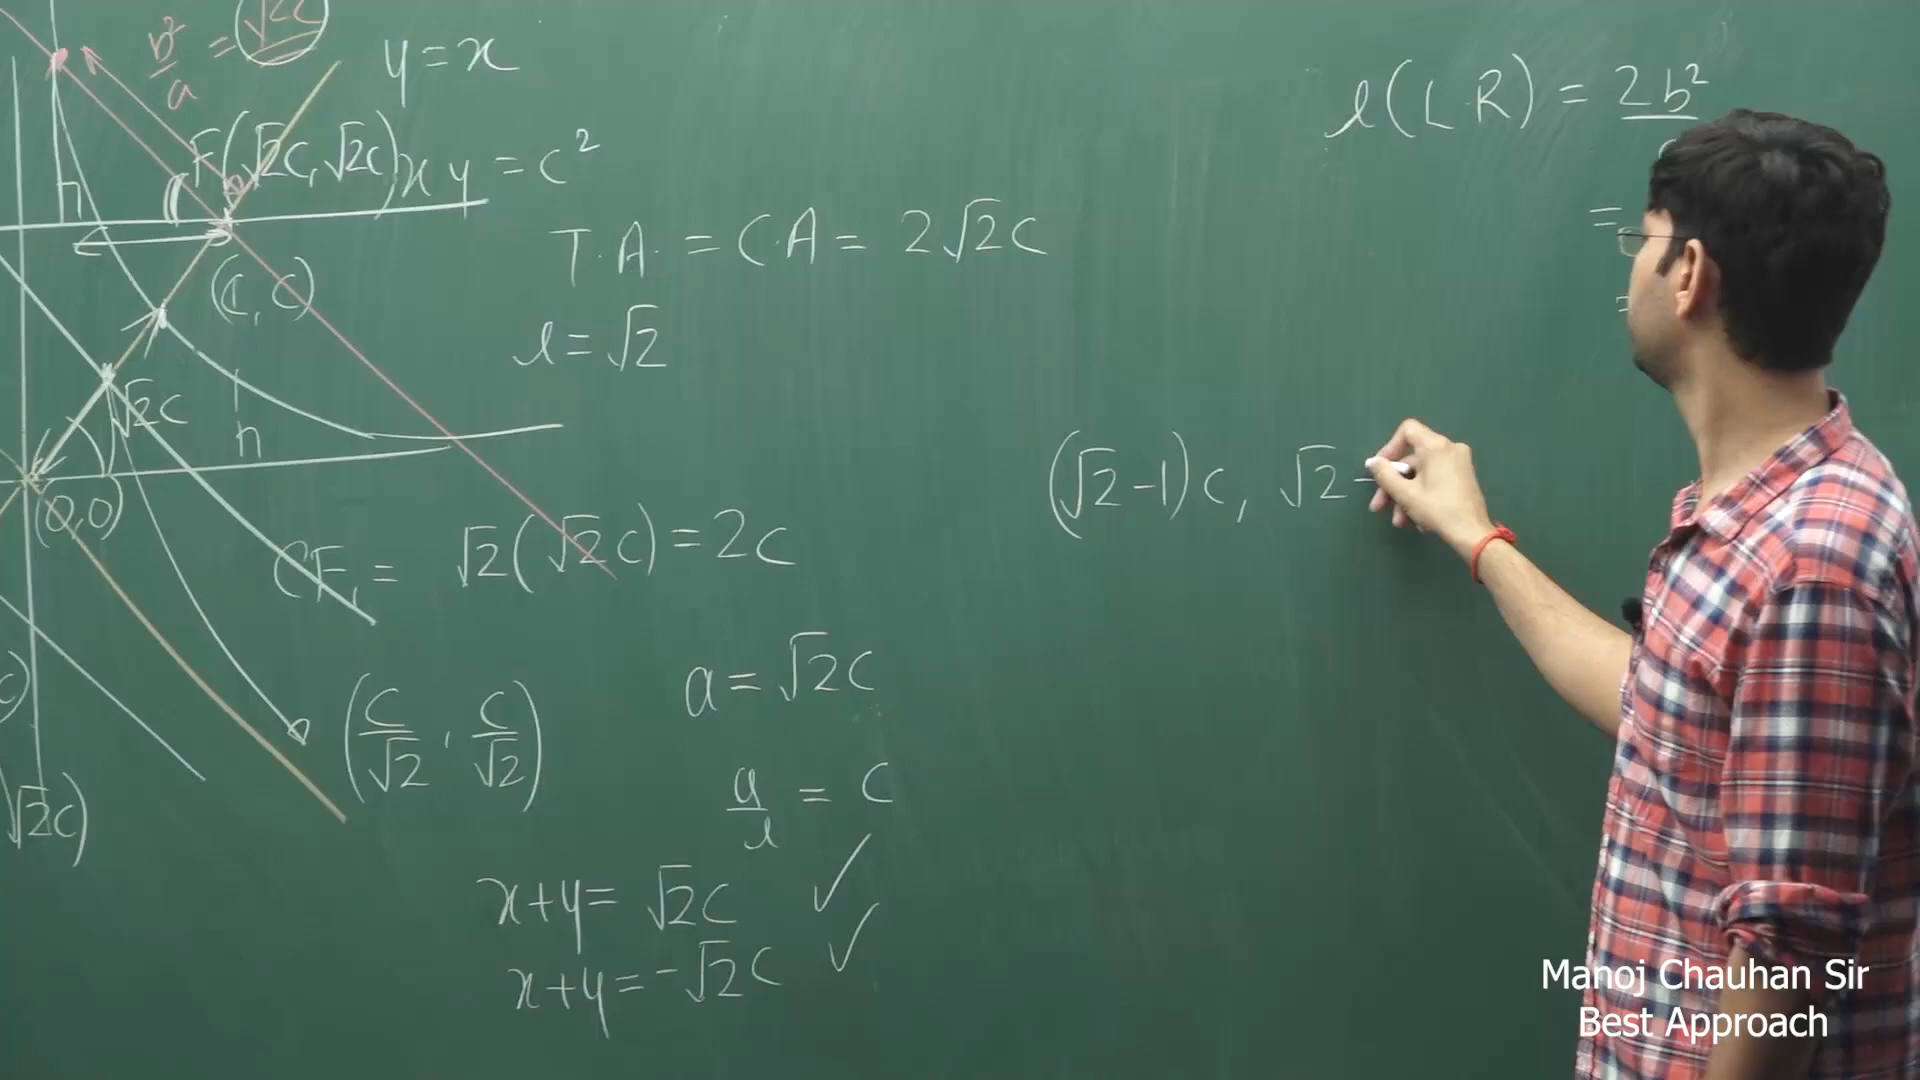 b²/a = √2c
y = x
F(√2c, √2c)
xy = c²
T.A. = C.A = 2√2c
(c, c)
e = √2
√2c
h
h
(0,0)
CF₁ = √2(√2c) = 2c
a = √2c
(c/√2, c/√2)
a/e = c
√2c)
x+y = √2c ✓
x+y = -√2c ✓
l(L.R) = 2b²
=
=
(√2-1)c, √2-
Manoj Chauhan Sir
Best Approach